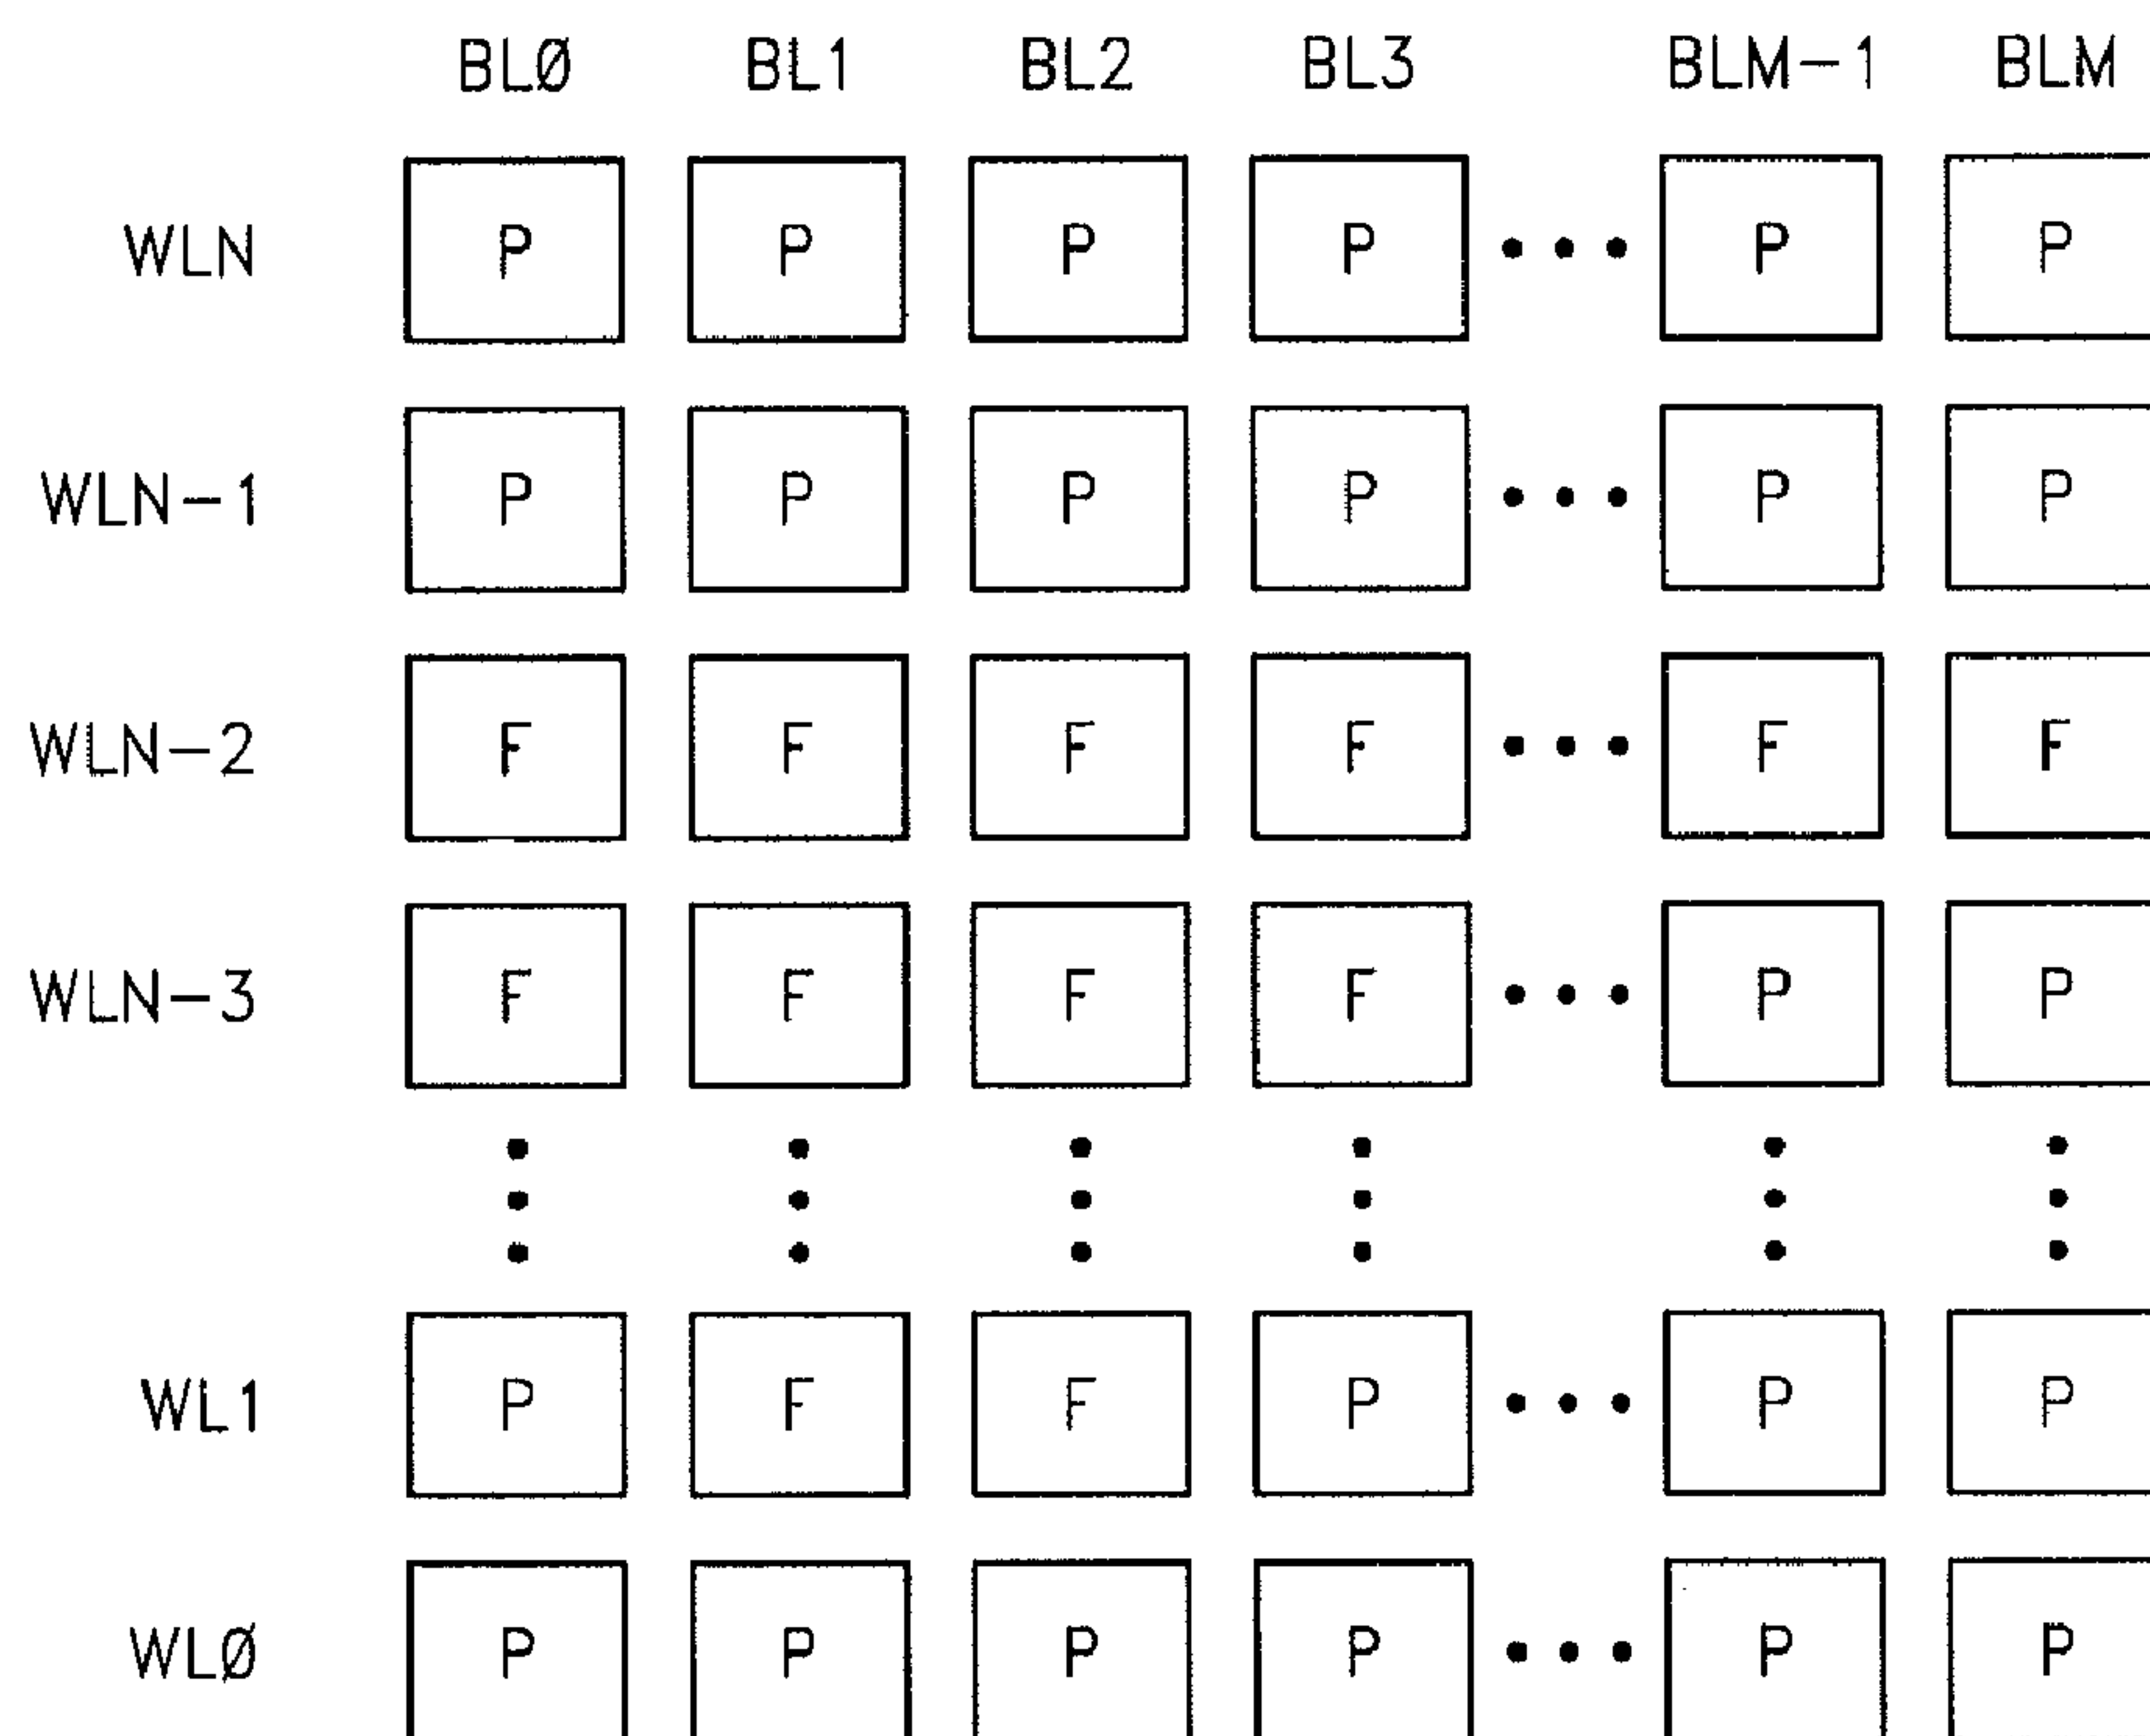 BLØ BL1 BL2 BL3 BLM-1 BLM
WLN P P P P ••• P P
WLN-1 P P P P ••• P P
WLN-2 F F F F ••• F F
WLN-3 F F F F ••• P P
WL1 P F F P ••• P P
WLØ P P P P ••• P P